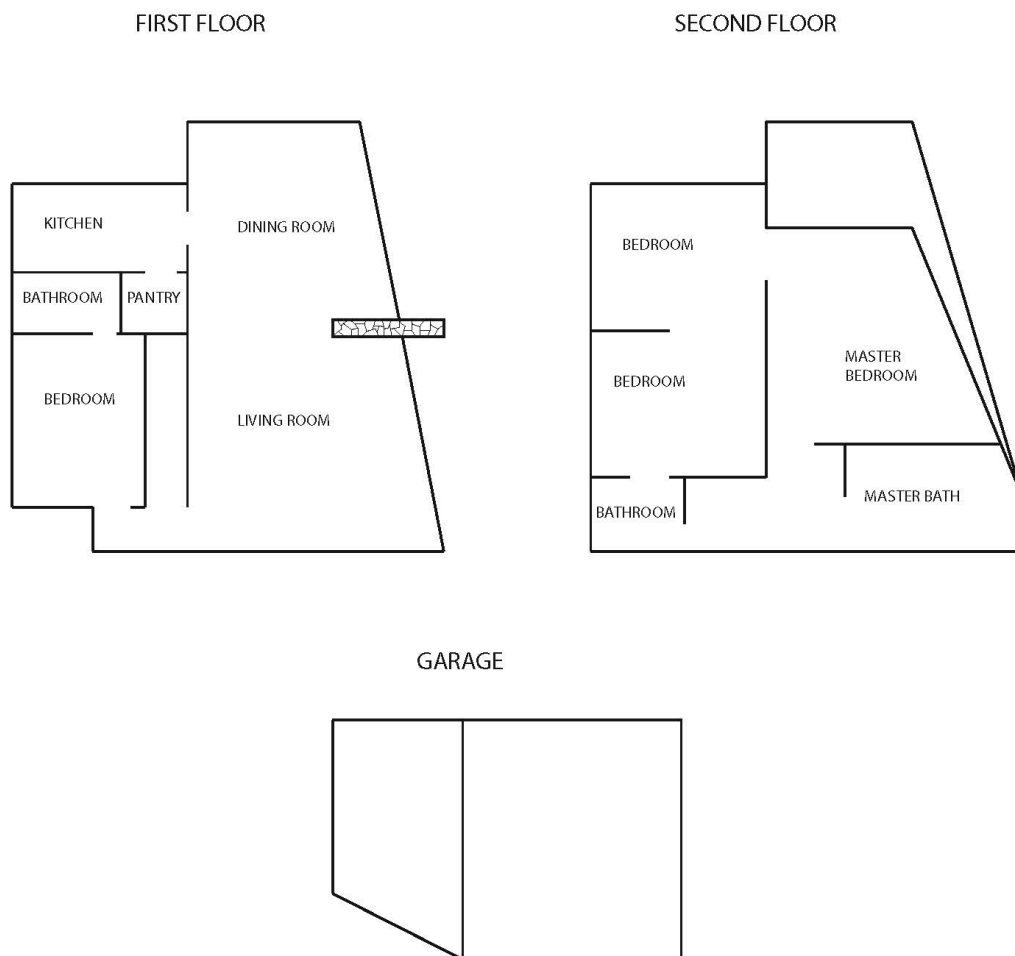 FIRST FLOOR
SECOND FLOOR
KITCHEN
DINING ROOM
BATHROOM
PANTRY
BEDROOM
LIVING ROOM
BEDROOM
BEDROOM
MASTER
BEDROOM
MASTER BATH
BATHROOM
GARAGE